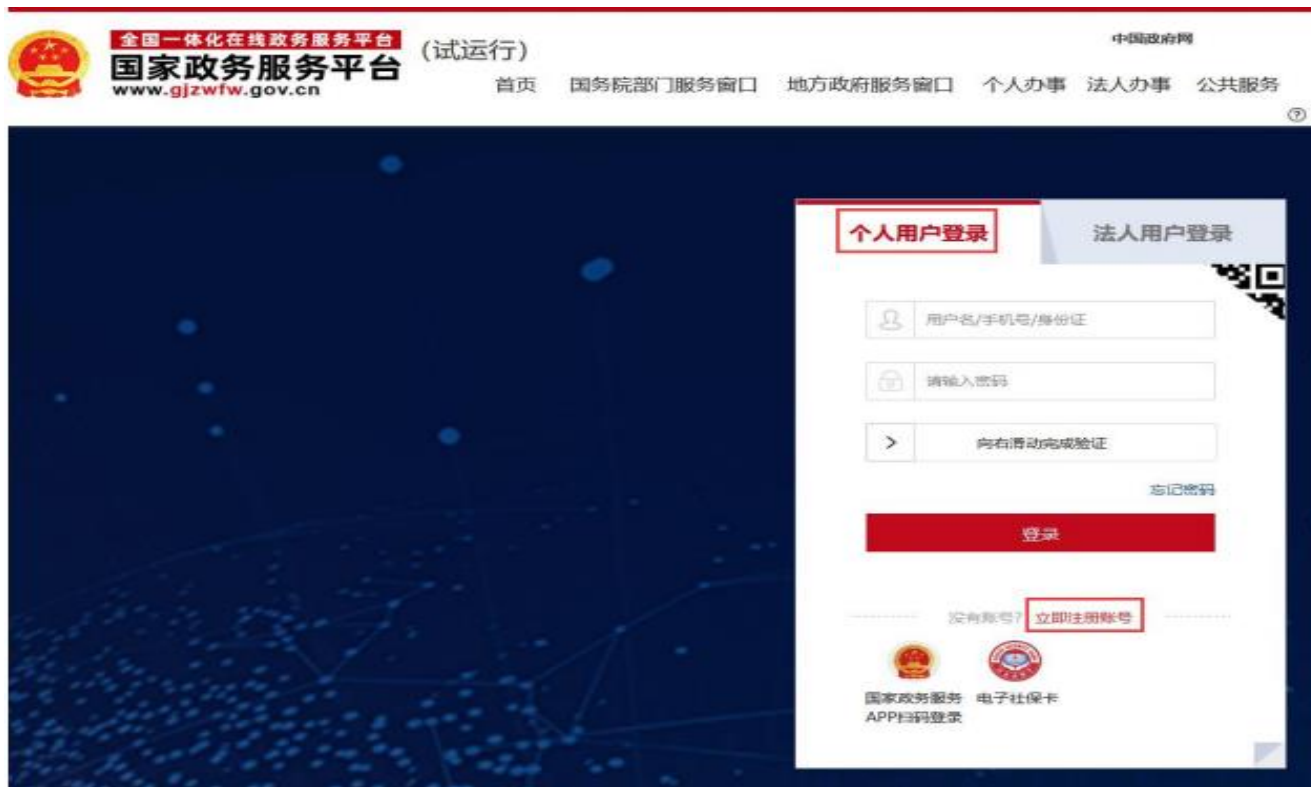 全国一体化在线政务服务平台
国家政务服务平台
www.gjzwfw.gov.cn
(试运行)
中国政府网
首页 国务院部门服务窗口 地方政府服务窗口 个人办事 法人办事 公共服务
?
个人用户登录 法人用户登录
用户名/手机号/身份证
请输入密码
> 向右滑动完成验证
忘记密码
登录
没有账号? 立即注册账号
国家政务服务 电子社保卡
APP扫码登录